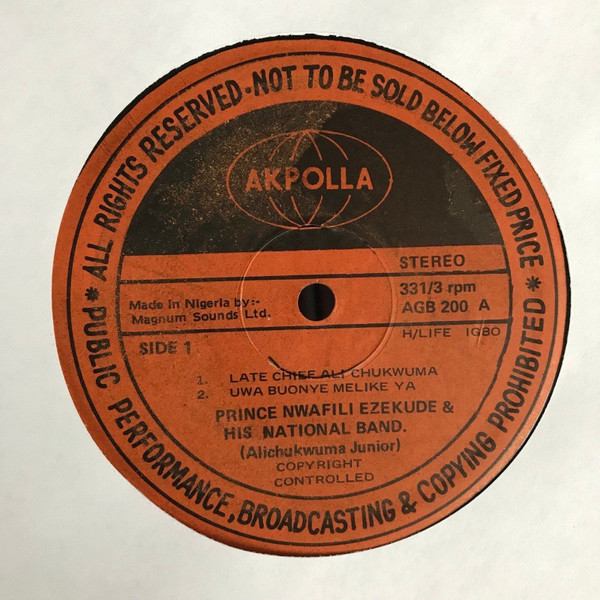 ALL RIGHTS RESERVED · NOT TO BE SOLD BELOW FIXED PRICE *
PUBLIC PERFORMANCE, BROADCASTING & COPYING PROHIBITED *
AKPOLLA
STEREO
Made in Nigeria by:-
Magnum Sounds Ltd.
331/3 rpm
AGB 200 A
H/LIFE IGBO
SIDE 1
1. LATE CHIEF ALI CHUKWUMA
2. UWA BUONYE MELIKE YA
PRINCE NWAFILI EZEKUDE &
HIS NATIONAL BAND.
(Alichukwuma Junior)
COPYRIGHT
CONTROLLED